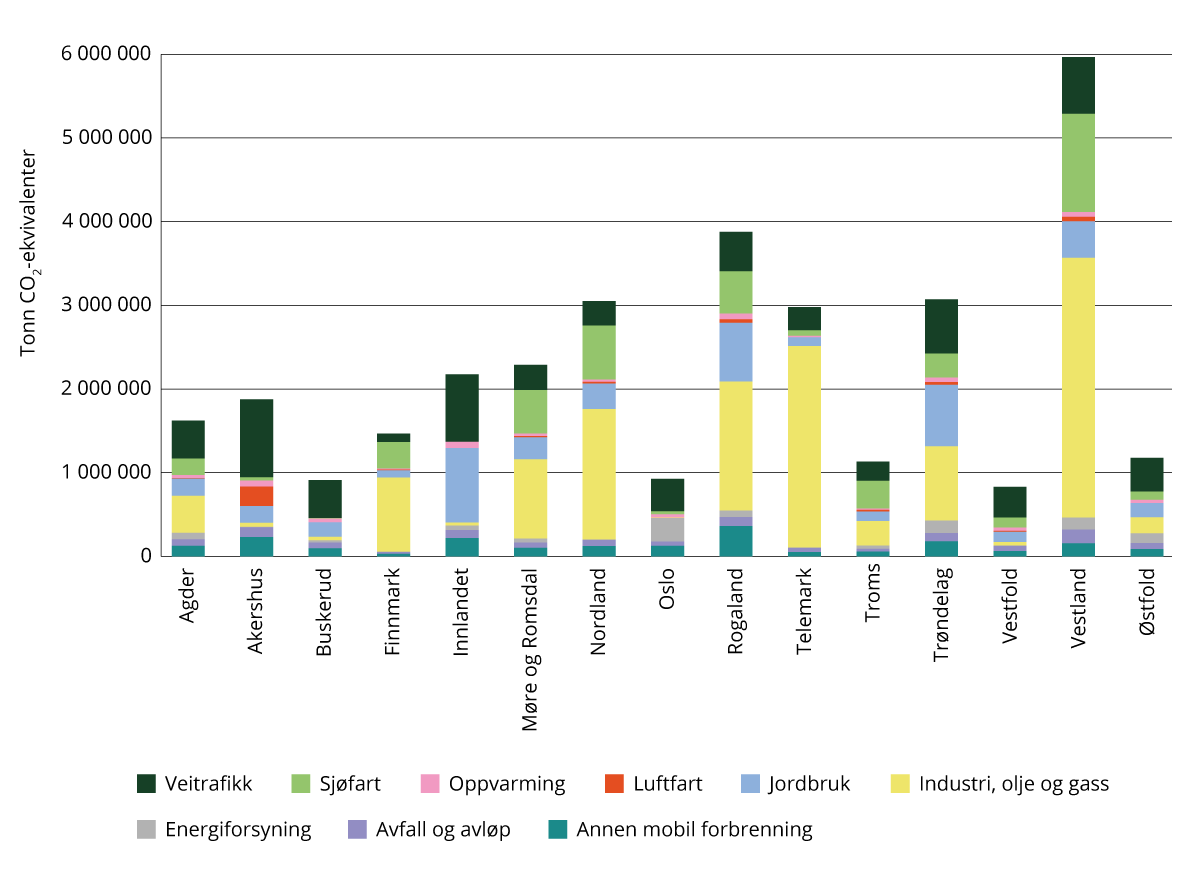 6 000 000
5 000 000
4 000 000
3 000 000
2 000 000
1 000 000
0
Tonn CO₂-ekvivalenter
Agder
Akershus
Buskerud
Finnmark
Innlandet
Møre og Romsdal
Nordland
Oslo
Rogaland
Telemark
Troms
Trøndelag
Vestfold
Vestland
Østfold
Veitrafikk
Sjøfart
Oppvarming
Luftfart
Jordbruk
Industri, olje og gass
Energiforsyning
Avfall og avløp
Annen mobil forbrenning